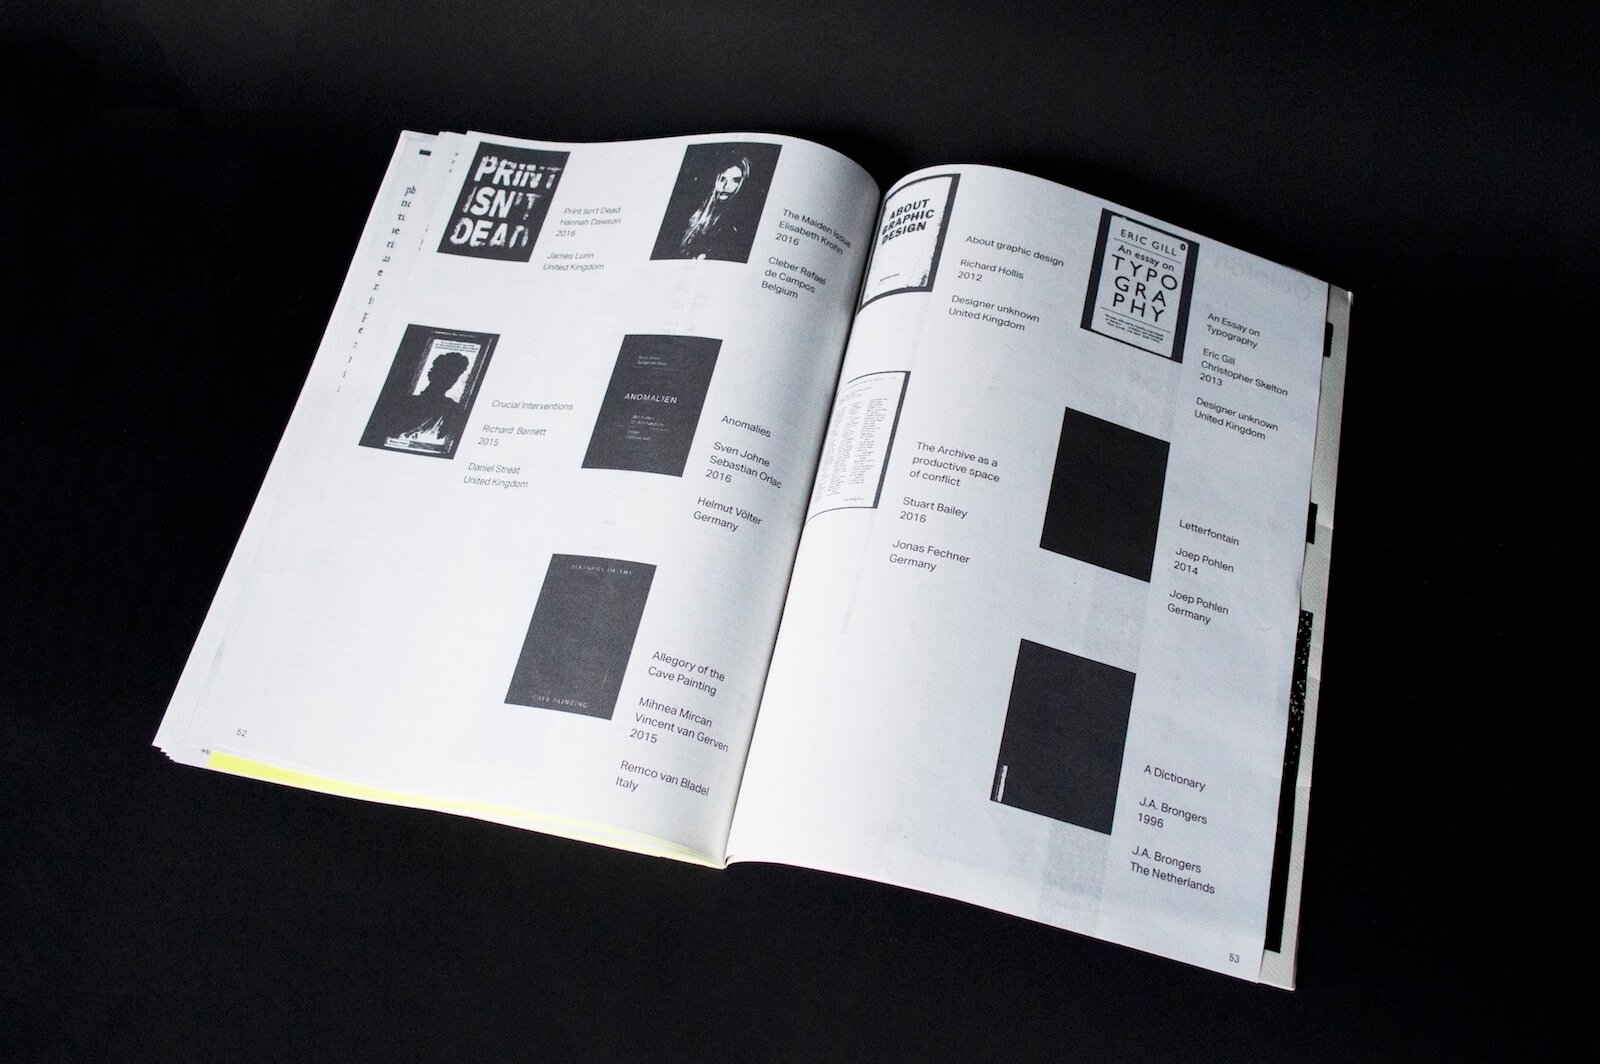 PRINT
ISN'T
DEAD
Print isn't Dead
Hannah Dawson
2016
James Lunn
United Kingdom
The Maiden Issue
Elisabeth Krohn
2016
Cleber Rafael
de Campos
Belgium
Crucial Interventions
Richard Barnett
2015
Daniel Streat
United Kingdom
ANOMALIEN
Anomalies
Sven Johne
Sebastian Orlac
2016
Helmut Völter
Germany
ALLEGORY OF THE
CAVE PAINTING
Allegory of the
Cave Painting
Mihnea Mircan
Vincent van Gerven
2015
Remco van Bladel
Italy
52
ABOUT
GRAPHIC
DESIGN
About graphic design
Richard Hollis
2012
Designer unknown
United Kingdom
ERIC GILL
An essay on
TYPO
GRA
PHY
An Essay on
Typography
Eric Gill
Christopher Skelton
2013
Designer unknown
United Kingdom
The Archive as a
productive space
of conflict
Stuart Bailey
2016
Jonas Fechner
Germany
Letterfontain
Joep Pohlen
2014
Joep Pohlen
Germany
A Dictionary
J.A. Brongers
1996
J.A. Brongers
The Netherlands
53